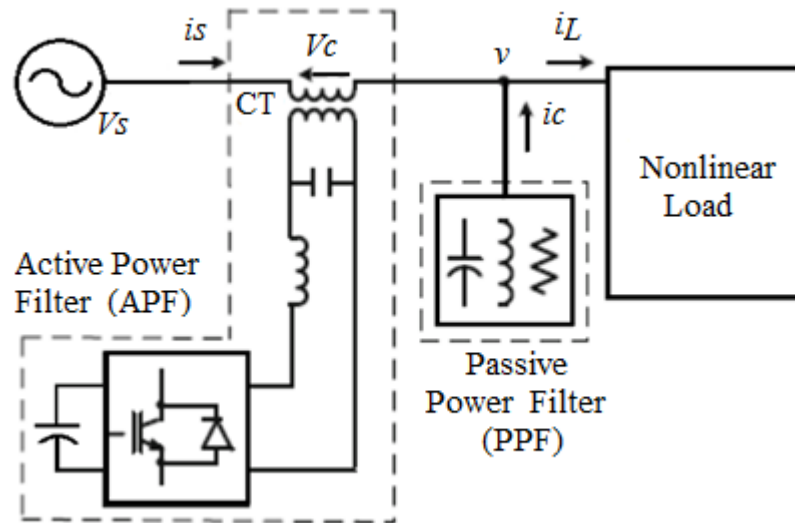 is
Vc
v
iL
Vs
CT
ic
Nonlinear
Load
Active Power
Filter (APF)
Passive
Power Filter
(PPF)